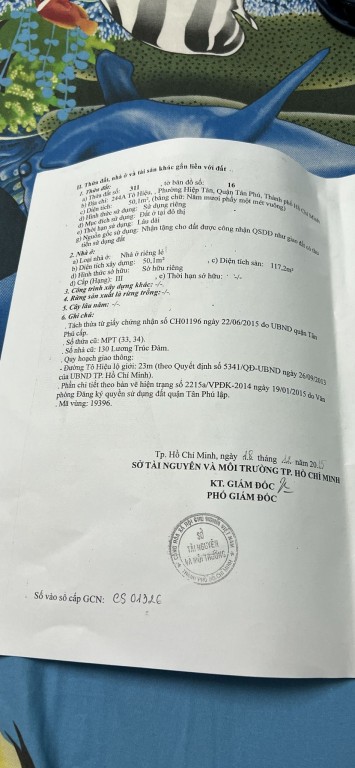 II. Thửa đất, nhà ở và tài sản khác gắn liền với đất
1. Thửa đất:
a) Thửa đất số: 311 , tờ bản đồ số: 16
b) Địa chỉ: 244A Tô Hiệu, , Phường Hiệp Tân, Quận Tân Phú, Thành phố Hồ Chí Minh
c) Diện tích: 50,1m², (bằng chữ: Năm mươi phẩy một mét vuông)
d) Hình thức sử dụng: Sử dụng riêng
đ) Mục đích sử dụng: Đất ở tại đô thị
e) Thời hạn sử dụng: Lâu dài
g) Nguồn gốc sử dụng: Nhận tặng cho đất được công nhận QSDĐ như giao đất có thu
tiền sử dụng đất
2. Nhà ở:
a) Loại nhà ở: Nhà ở riêng lẻ
b) Diện tích xây dựng: 50,1m² , c) Diện tích sàn: 117,2m²
d) Hình thức sở hữu: Sở hữu riêng
đ) Cấp (Hạng): III , e) Thời hạn sở hữu: -/-
3. Công trình xây dựng khác: -/-
4. Rừng sản xuất là rừng trồng: -/-
5. Cây lâu năm: -/-
6. Ghi chú:
. Tách thửa từ giấy chứng nhận số CH01196 ngày 22/06/2015 do UBND quận Tân
Phú cấp.
. Số thửa cũ: MPT (33, 34).
. Số nhà cũ: 130 Lương Trúc Đàm.
. Quy hoạch giao thông:
- Đường Tô Hiệu lộ giới: 23m (theo Quyết định số 5341/QĐ-UBND ngày 26/09/2013
của UBND TP. Hồ Chí Minh).
. Phần chi tiết theo bản vẽ hiện trạng số 2215a/VPĐK-2014 ngày 19/01/2015 do Văn
phòng Đăng ký quyền sử dụng đất quận Tân Phú lập.
. Mã vùng: 19396.
Tp. Hồ Chí Minh, ngày 18 tháng năm 20
SỞ TÀI NGUYÊN VÀ MÔI TRƯỜNG TP. HỒ CHÍ MINH
KT. GIÁM ĐỐC
PHÓ GIÁM ĐỐC
SỞ
TÀI NGUYÊN
VÀ MÔI TRƯỜNG
Số vào sổ cấp GCN: CS 01326